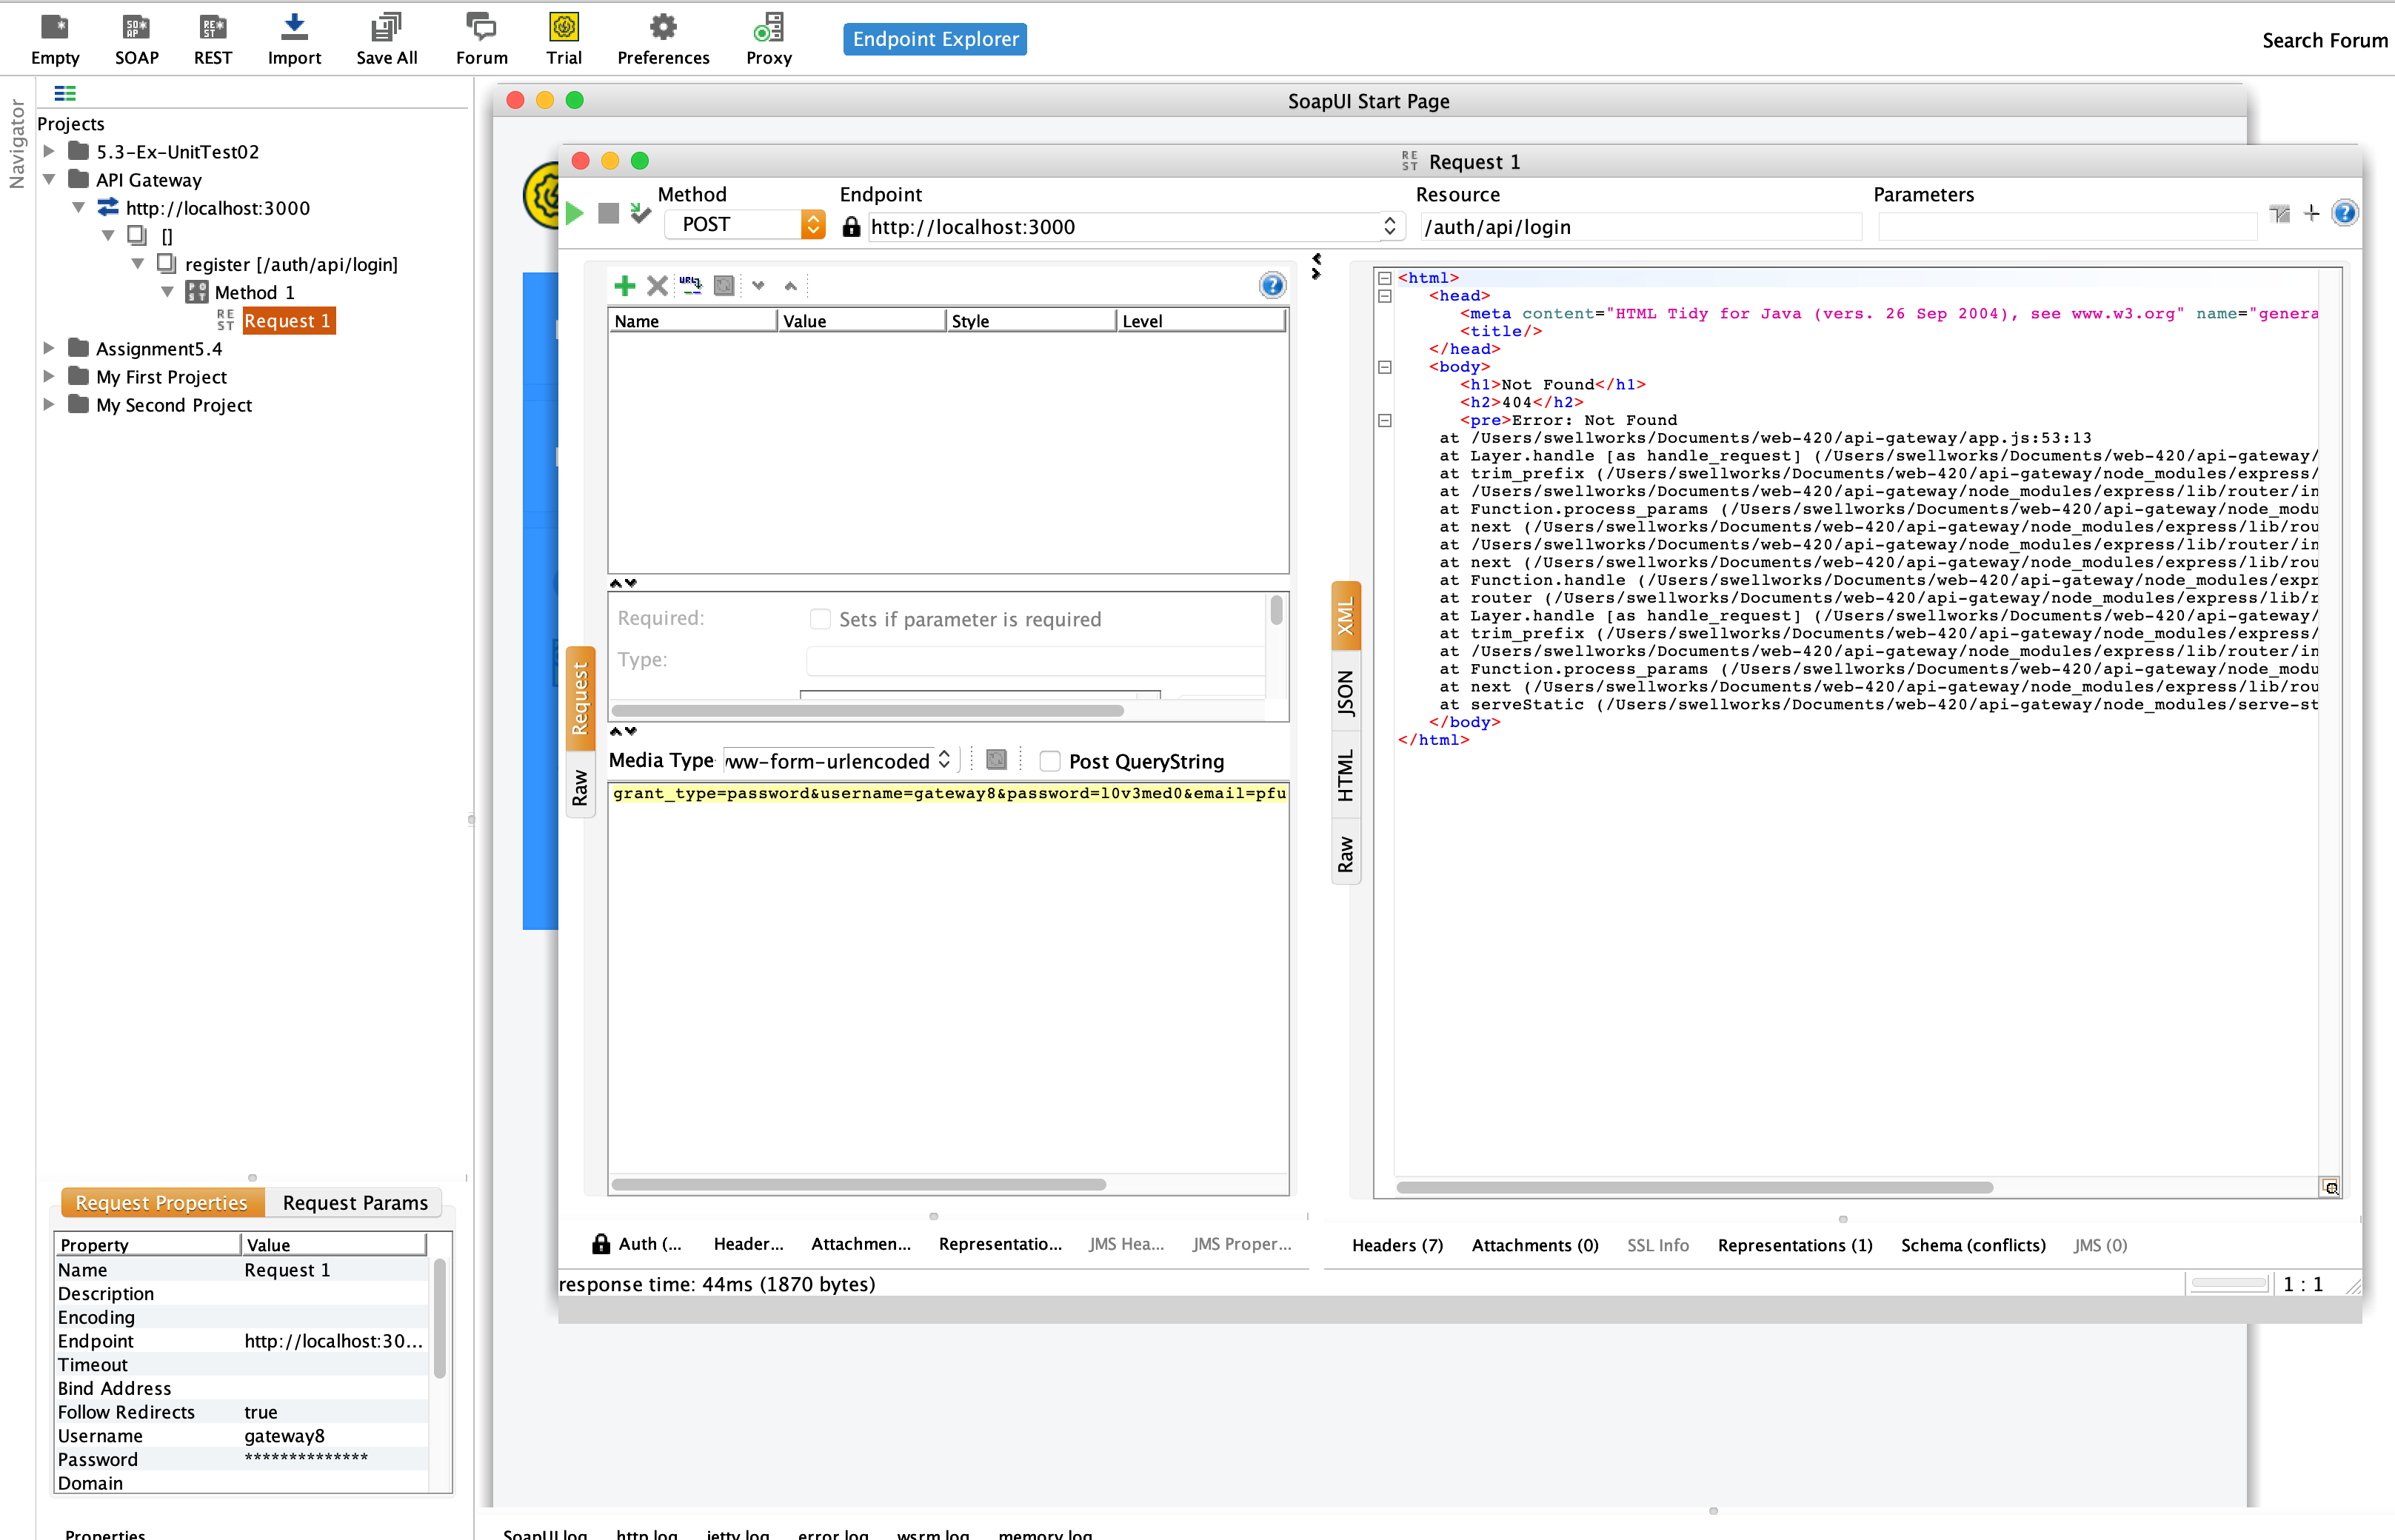 Empty SOAP REST Import Save All Forum Trial Preferences Proxy Endpoint Explorer Search Forum
Navigator
Projects
5.3-Ex-UnitTest02
API Gateway
http://localhost:3000
[]
register [/auth/api/login]
Method 1
Request 1
Assignment5.4
My First Project
My Second Project
SoapUI Start Page
Request 1
Method Endpoint Resource Parameters
POST http://localhost:3000 /auth/api/login
Name Value Style Level
Required: Sets if parameter is required
Type:
Request
Raw
Media Type ww-form-urlencoded Post QueryString
grant_type=password&username=gateway8&password=l0v3med0&email=pfu
XML
JSON
HTML
Raw
<html>
<head>
<meta content="HTML Tidy for Java (vers. 26 Sep 2004), see www.w3.org" name="genera
<title/>
</head>
<body>
<h1>Not Found</h1>
<h2>404</h2>
<pre>Error: Not Found
at /Users/swellworks/Documents/web-420/api-gateway/app.js:53:13
at Layer.handle [as handle_request] (/Users/swellworks/Documents/web-420/api-gateway/
at trim_prefix (/Users/swellworks/Documents/web-420/api-gateway/node_modules/express/
at /Users/swellworks/Documents/web-420/api-gateway/node_modules/express/lib/router/in
at Function.process_params (/Users/swellworks/Documents/web-420/api-gateway/node_modu
at next (/Users/swellworks/Documents/web-420/api-gateway/node_modules/express/lib/rou
at /Users/swellworks/Documents/web-420/api-gateway/node_modules/express/lib/router/in
at next (/Users/swellworks/Documents/web-420/api-gateway/node_modules/express/lib/rou
at Function.handle (/Users/swellworks/Documents/web-420/api-gateway/node_modules/expr
at router (/Users/swellworks/Documents/web-420/api-gateway/node_modules/express/lib/r
at Layer.handle [as handle_request] (/Users/swellworks/Documents/web-420/api-gateway/
at trim_prefix (/Users/swellworks/Documents/web-420/api-gateway/node_modules/express/
at /Users/swellworks/Documents/web-420/api-gateway/node_modules/express/lib/router/in
at Function.process_params (/Users/swellworks/Documents/web-420/api-gateway/node_modu
at next (/Users/swellworks/Documents/web-420/api-gateway/node_modules/express/lib/rou
at serveStatic (/Users/swellworks/Documents/web-420/api-gateway/node_modules/serve-st
</body>
</html>
Auth (... Header... Attachmen... Representatio... JMS Hea... JMS Proper...
Headers (7) Attachments (0) SSL Info Representations (1) Schema (conflicts) JMS (0)
response time: 44ms (1870 bytes) 1 : 1
Request Properties Request Params
Property Value
Name Request 1
Description
Encoding
Endpoint http://localhost:30...
Timeout
Bind Address
Follow Redirects true
Username gateway8
Password **************
Domain
Properties
SoapUI log http log jetty log error log wsrm log memory log